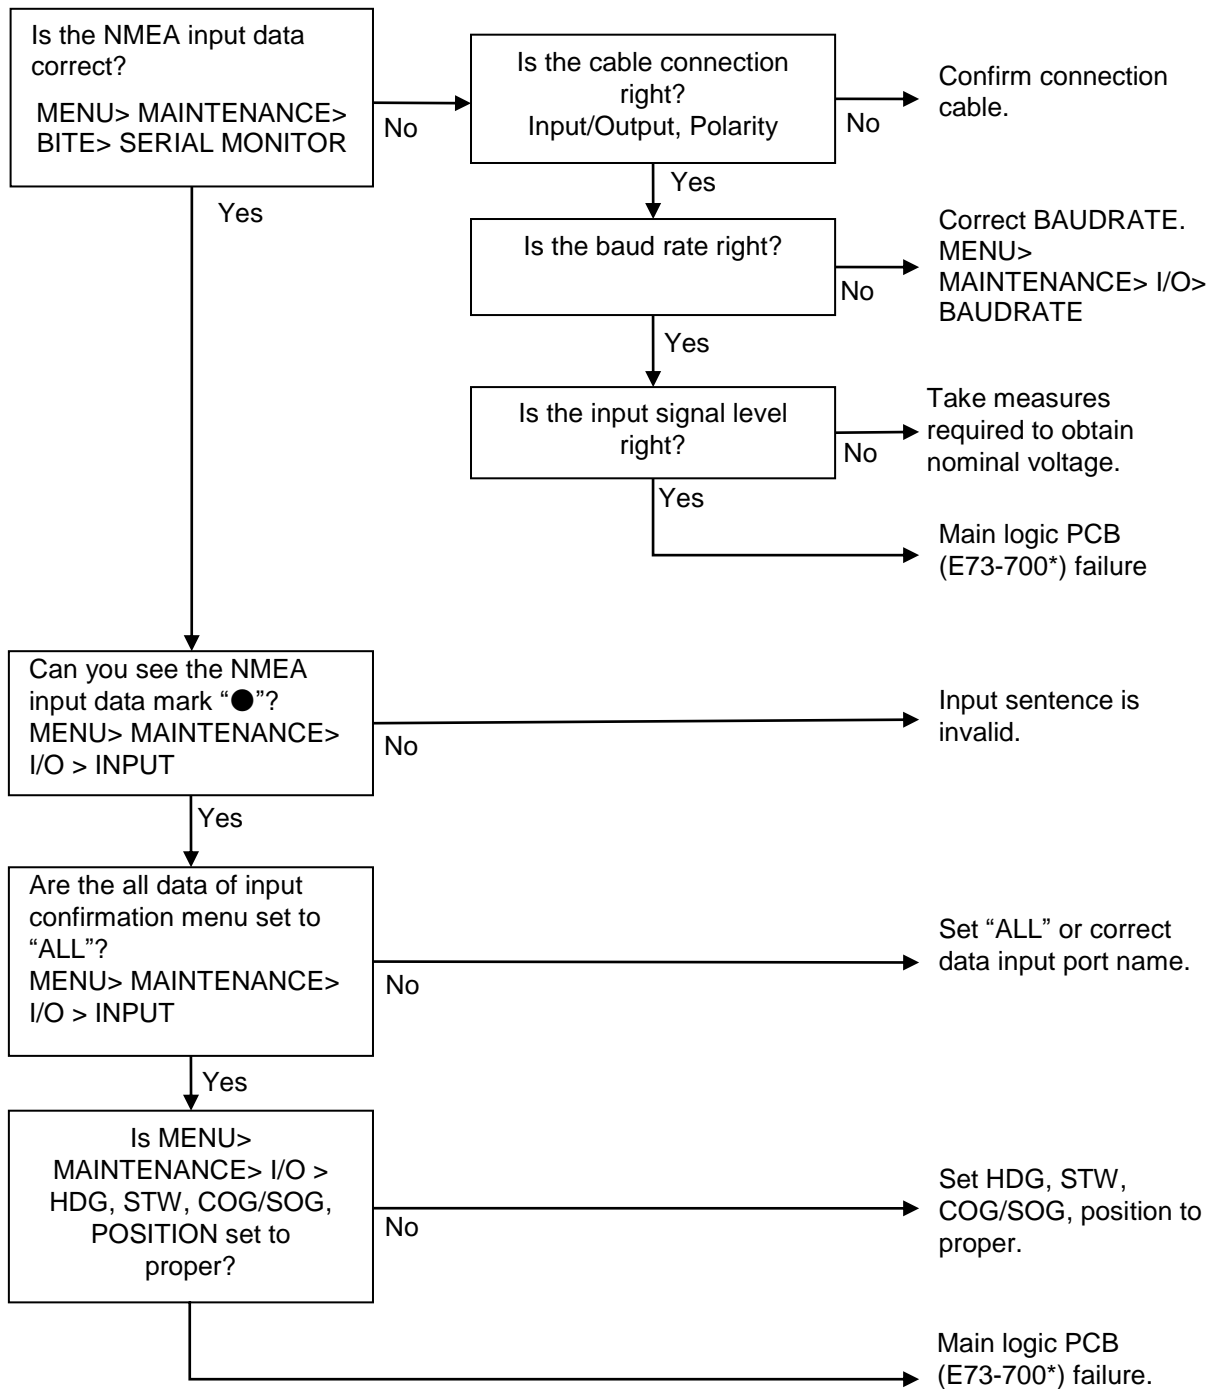 Is the NMEA input data
correct?
MENU> MAINTENANCE>
BITE> SERIAL MONITOR
No
Yes
Is the cable connection
right?
Input/Output, Polarity
No
Confirm connection
cable.
Yes
Is the baud rate right?
No
Correct BAUDRATE.
MENU>
MAINTENANCE> I/O>
BAUDRATE
Yes
Is the input signal level
right?
No
Take measures
required to obtain
nominal voltage.
Yes
Main logic PCB
(E73-700*) failure
Can you see the NMEA
input data mark “●”?
MENU> MAINTENANCE>
I/O > INPUT
No
Input sentence is
invalid.
Yes
Are the all data of input
confirmation menu set to
“ALL”?
MENU> MAINTENANCE>
I/O > INPUT
No
Set “ALL” or correct
data input port name.
Yes
Is MENU>
MAINTENANCE> I/O >
HDG, STW, COG/SOG,
POSITION set to
proper?
No
Set HDG, STW,
COG/SOG, position to
proper.
Main logic PCB
(E73-700*) failure.